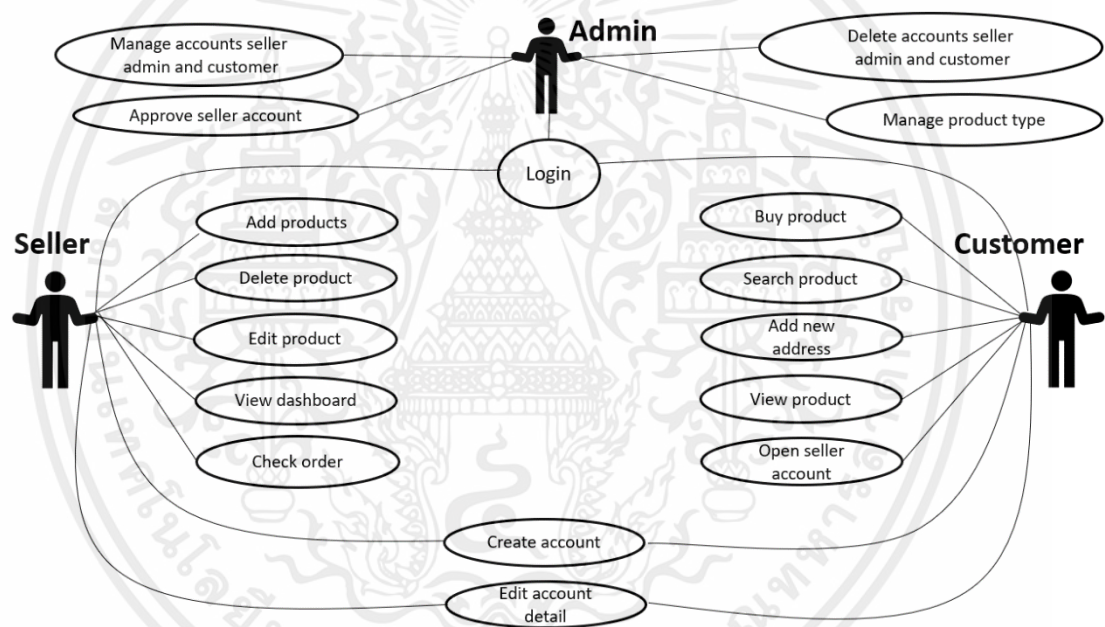 Admin
Manage accounts seller
admin and customer
Delete accounts seller
admin and customer
Approve seller account
Manage product type
Login
Seller
Customer
Add products
Delete product
Edit product
View dashboard
Check order
Buy product
Search product
Add new
address
View product
Open seller
account
Create account
Edit account
detail